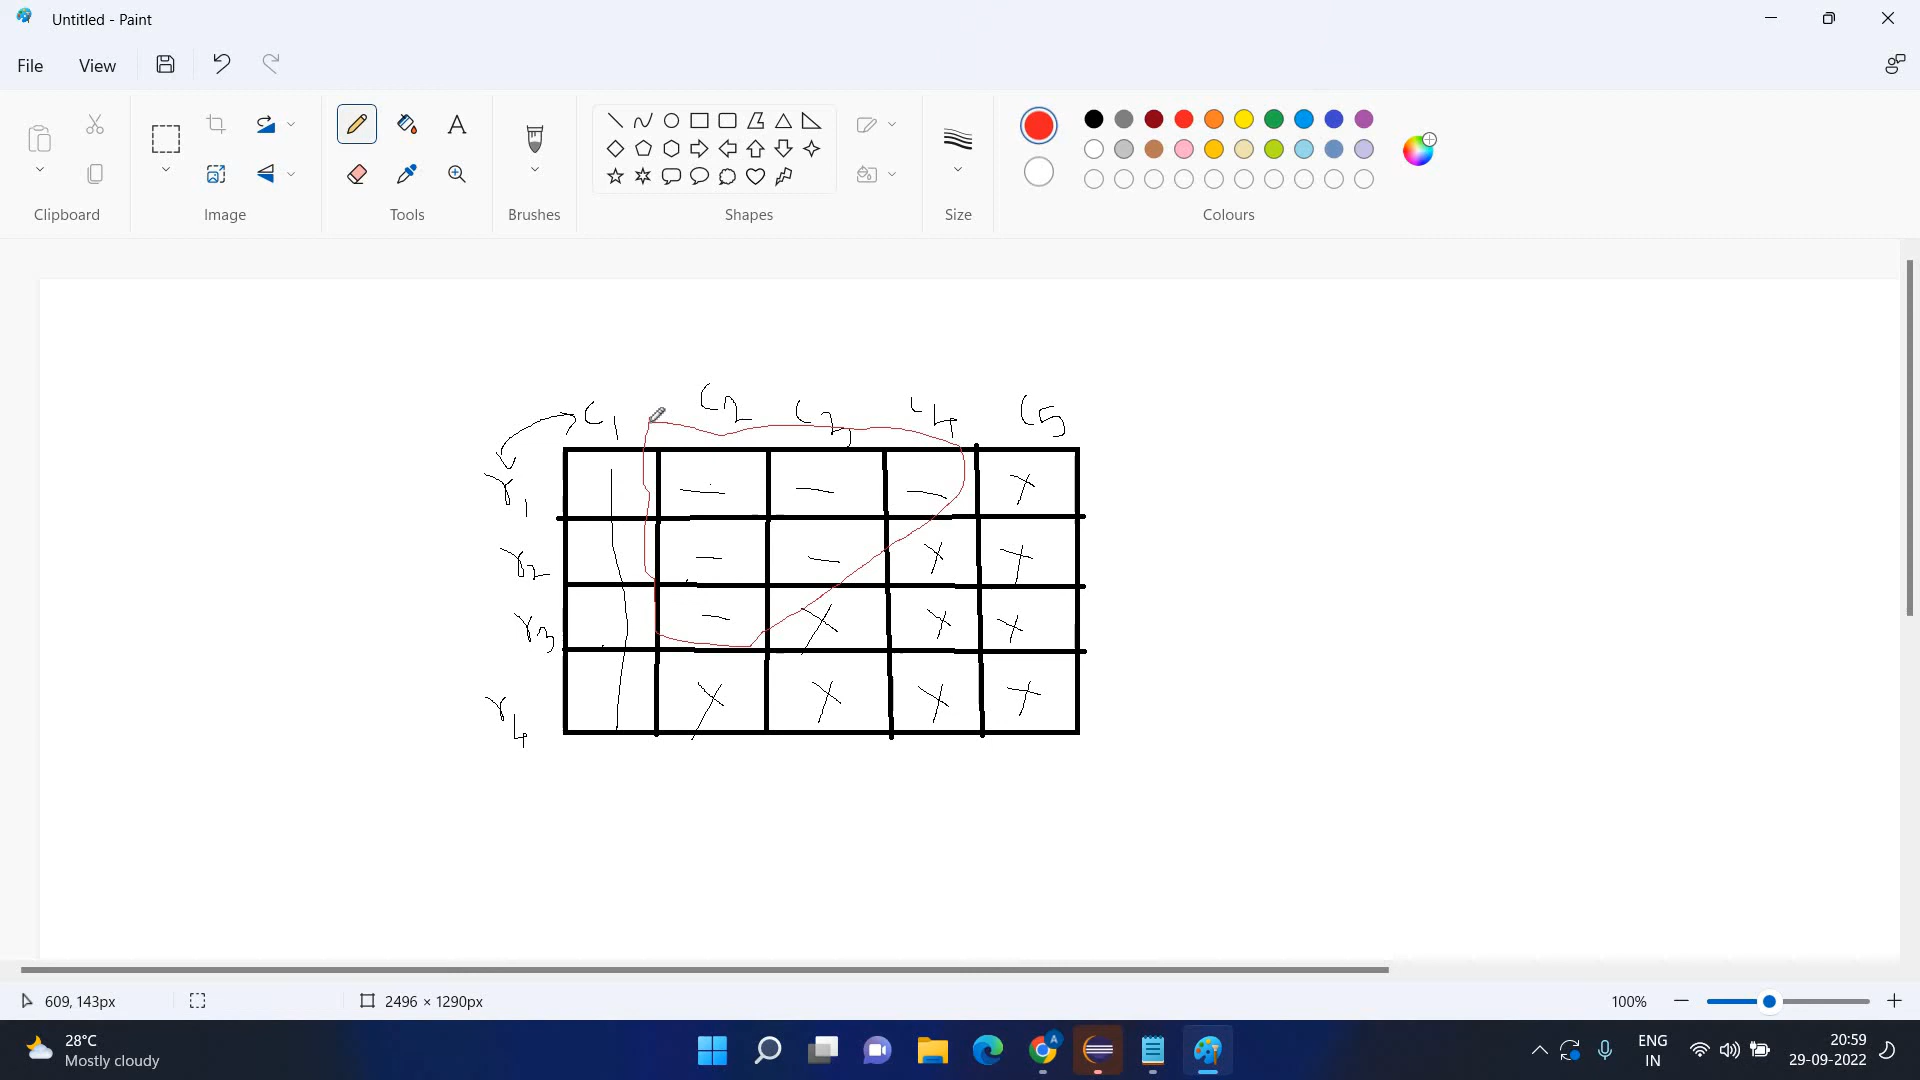 Untitled - Paint
File View
Clipboard Image Tools Brushes Shapes Size Colours
C1 C2 C3 C4 C5
r1 | — — — x
r2 — — x x
r3 — x x x
r4 x x x x
609, 143px 2496 × 1290px 100%
28°C
Mostly cloudy
A
ENG
IN
20:59
29-09-2022